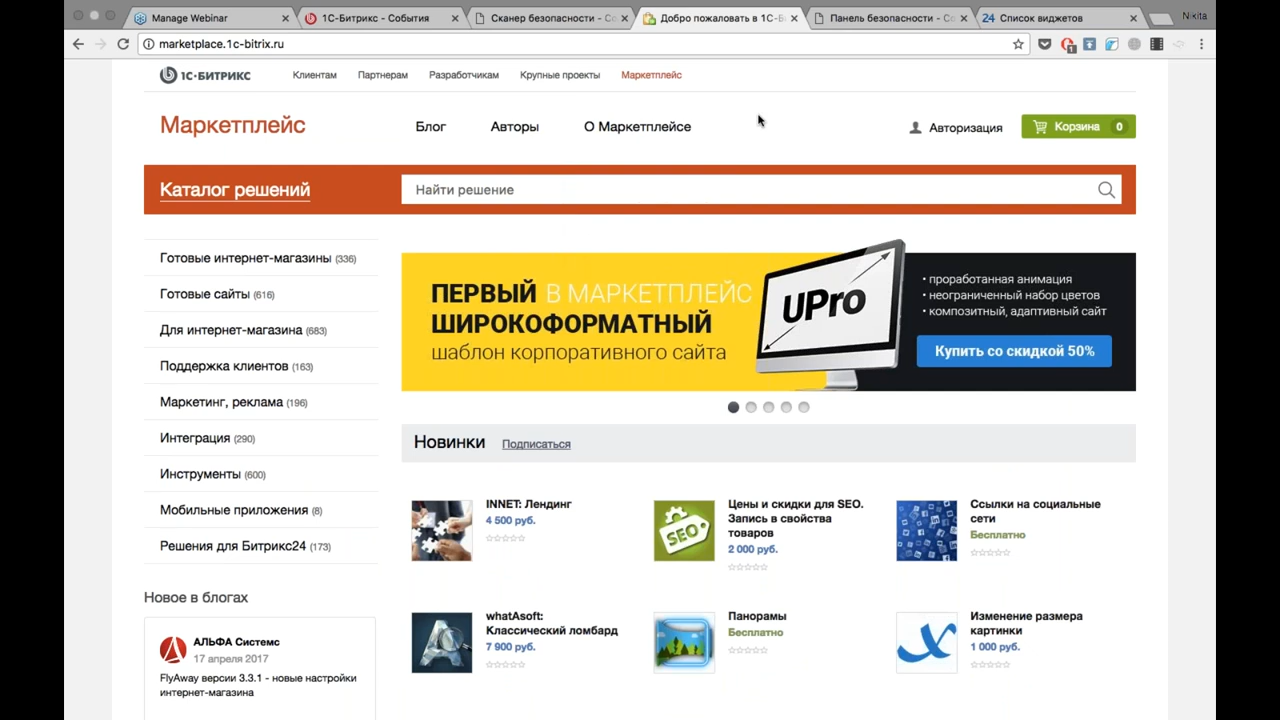 Manage Webinar
1С-Битрикс - События
Сканер безопасности - Со
Добро пожаловать в 1С-Б
Панель безопасности - Со
24 Список виджетов
Nikita
marketplace.1c-bitrix.ru
1
1С·БИТРИКС
Клиентам
Партнерам
Разработчикам
Крупные проекты
Маркетплейс
Маркетплейс
Блог
Авторы
О Маркетплейсе
Авторизация
Корзина 0
Каталог решений
Найти решение
Готовые интернет-магазины (336)
Готовые сайты (616)
Для интернет-магазина (683)
Поддержка клиентов (163)
Маркетинг, реклама (196)
Интеграция (290)
Инструменты (600)
Мобильные приложения (8)
Решения для Битрикс24 (173)
ПЕРВЫЙ В МАРКЕТПЛЕЙС
ШИРОКОФОРМАТНЫЙ
шаблон корпоративного сайта
UPro
• проработанная анимация
• неограниченный набор цветов
• композитный, адаптивный сайт
Купить со скидкой 50%
Новинки Подписаться
INNET: Лендинг
4 500 руб.
SEO
Цены и скидки для SEO.
Запись в свойства
товаров
2 000 руб.
Ссылки на социальные
сети
Бесплатно
whatAsoft:
Классический ломбард
7 900 руб.
Панорамы
Бесплатно
Изменение размера
картинки
1 000 руб.
Новое в блогах
АЛЬФА Системс
17 апреля 2017
FlyAway версии 3.3.1 - новые настройки
интернет-магазина